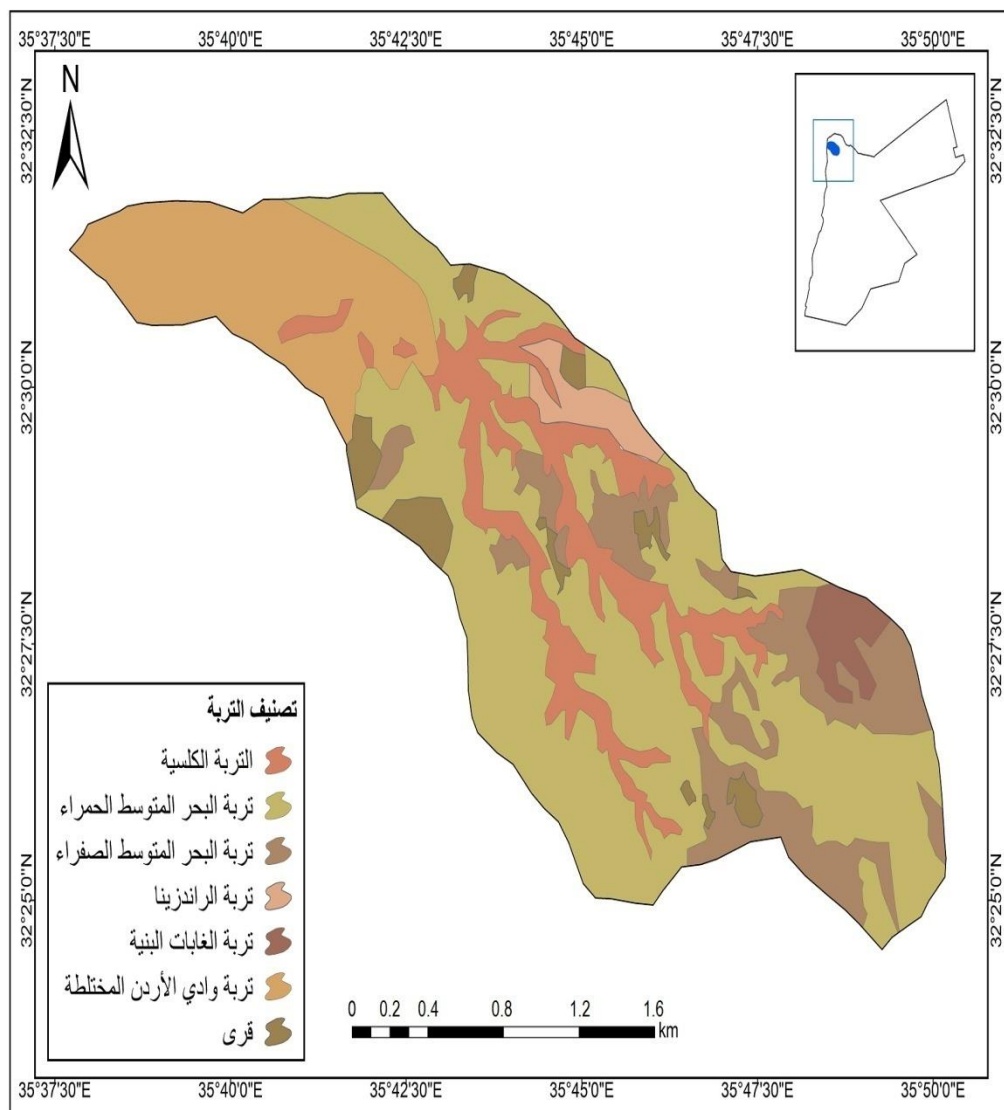 35°37'30"E 35°40'0"E 35°42'30"E 35°45'0"E 35°47'30"E 35°50'0"E
N
32°32'30"N 32°32'30"N
32°30'0"N 32°30'0"N
32°27'30"N 32°27'30"N
32°25'0"N 32°25'0"N
تصنيف التربة
التربة الكلسية
تربة البحر المتوسط الحمراء
تربة البحر المتوسط الصفراء
تربة الراندزينا
تربة الغابات البنية
تربة وادي الأردن المختلطة
قرى
0 0.2 0.4 0.8 1.2 1.6
km
35°37'30"E 35°40'0"E 35°42'30"E 35°45'0"E 35°47'30"E 35°50'0"E